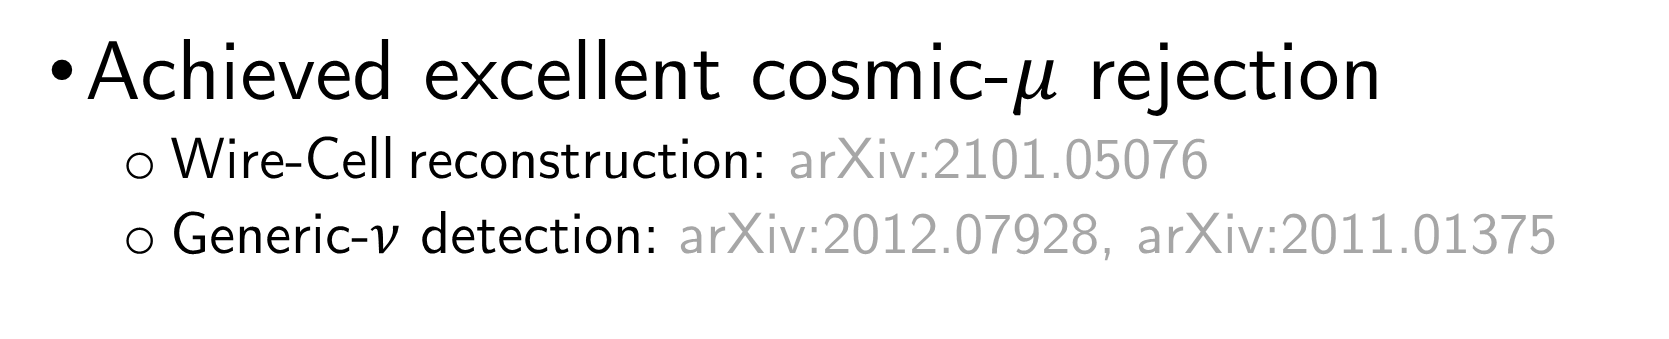 • Achieved excellent cosmic-μ rejection
○ Wire-Cell reconstruction: arXiv:2101.05076
○ Generic-ν detection: arXiv:2012.07928, arXiv:2011.01375